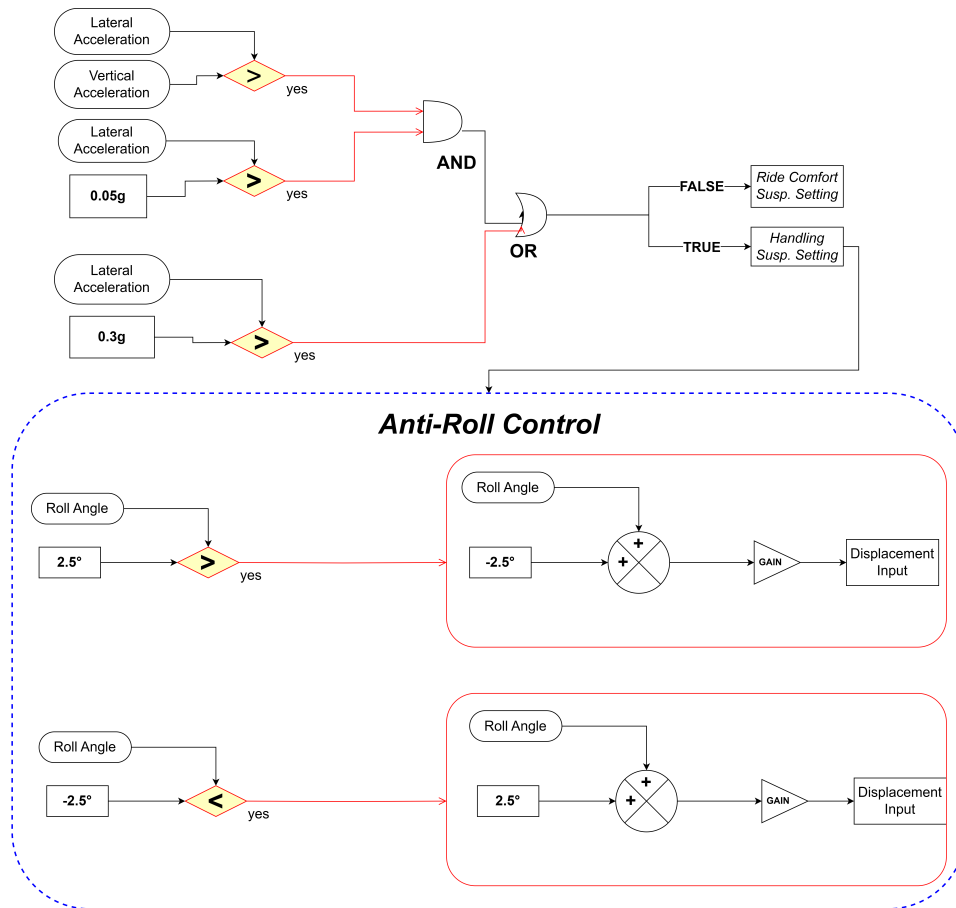 Lateral
Acceleration
Vertical
Acceleration
>
yes
Lateral
Acceleration
0.05g
>
yes
AND
Lateral
Acceleration
0.3g
>
yes
OR
FALSE
Ride Comfort
Susp. Setting
TRUE
Handling
Susp. Setting
Anti-Roll Control
Roll Angle
2.5°
>
yes
Roll Angle
-2.5°
+
+
GAIN
Displacement
Input
Roll Angle
-2.5°
<
yes
Roll Angle
2.5°
+
+
GAIN
Displacement
Input